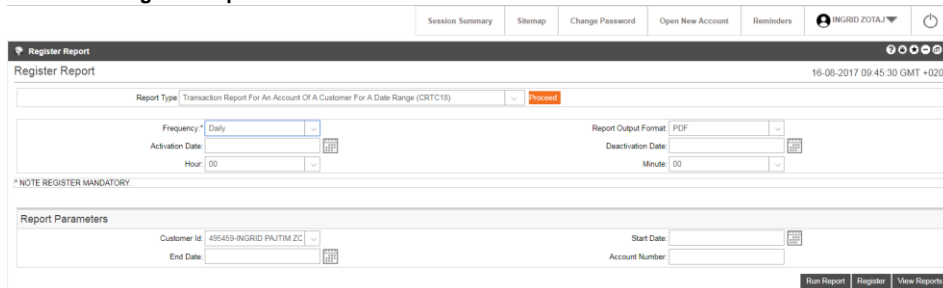 Session Summary Sitemap Change Password Open New Account Reminders INGRID ZOTAJ
Register Report
Register Report 16-08-2017 09:45:30 GMT +020
Report Type Transaction Report For An Account Of A Customer For A Date Range (CRTC18) Proceed
Frequency:* Daily Report Output Format: PDF
Activation Date: Deactivation Date:
Hour: 00 Minute: 00
* NOTE REGISTER MANDATORY.
Report Parameters
Customer Id: 495459-INGRID PAJTIM ZC Start Date:
End Date: Account Number:
Run Report Register View Reports